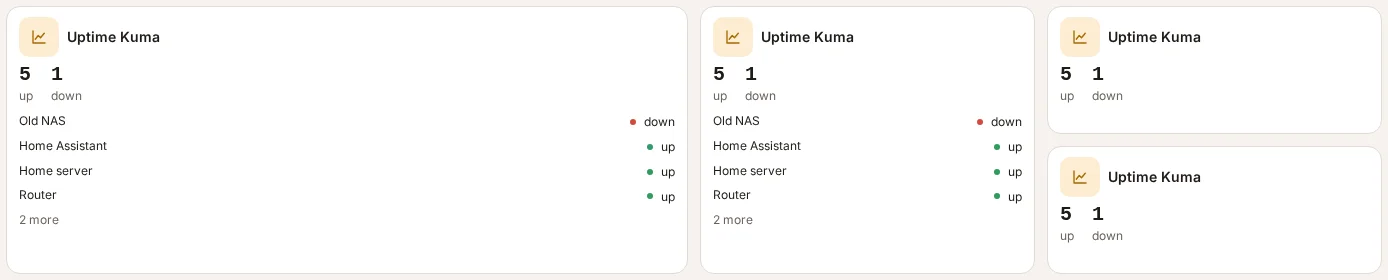 Uptime Kuma
5 1
up down
Old NAS down
Home Assistant up
Home server up
Router up
2 more
Uptime Kuma
5 1
up down
Old NAS down
Home Assistant up
Home server up
Router up
2 more
Uptime Kuma
5 1
up down
Uptime Kuma
5 1
up down